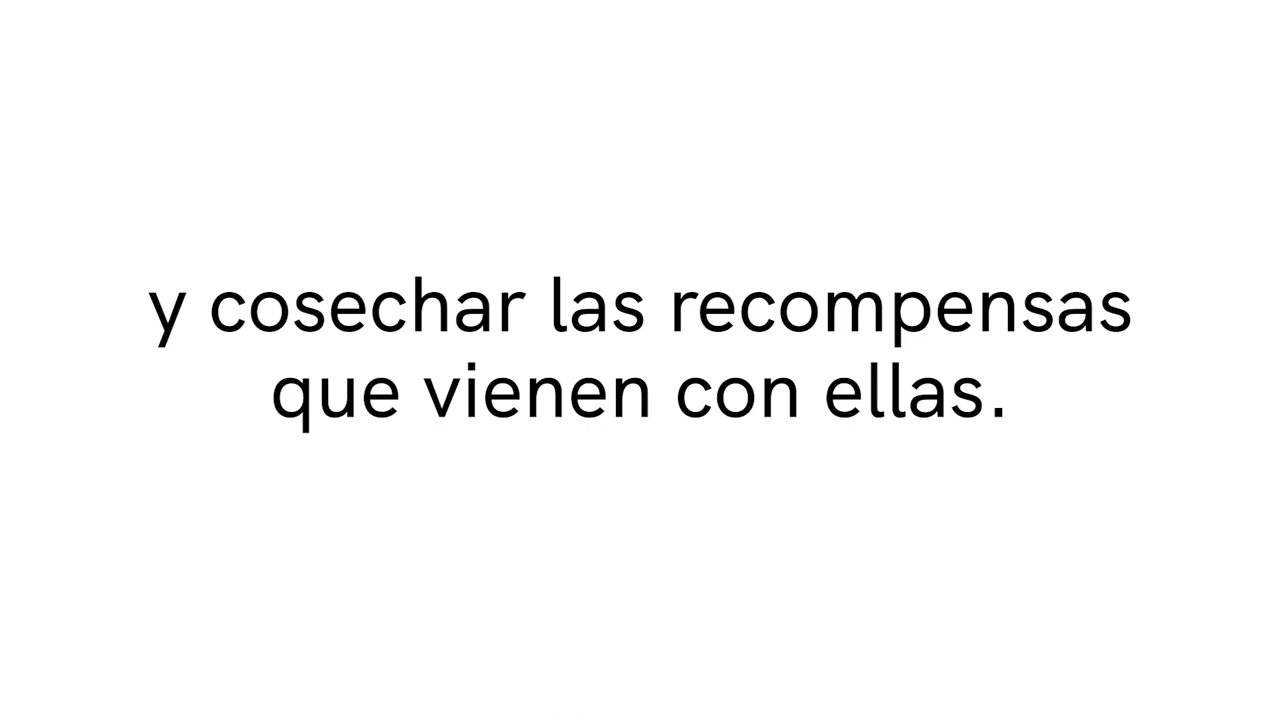 y cosechar las recompensas
que vienen con ellas.